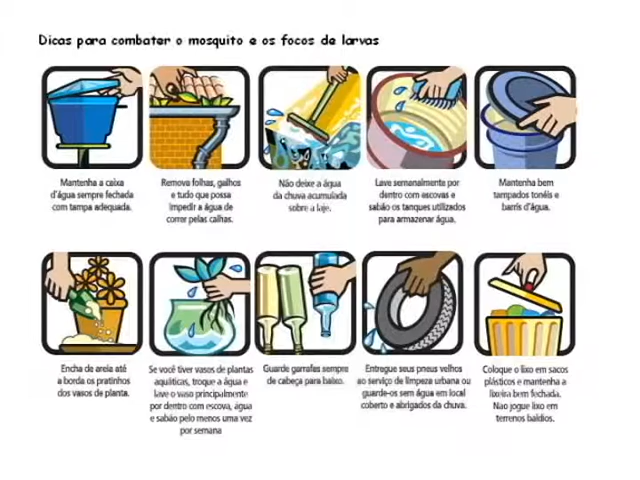 Dicas para combater o mosquito e os focos de larvas
Mantenha a caixa
d'água sempre fechada
com tampa adequada.
Remova folhas, galhos
e tudo que possa
impedir a água de
correr pelas calhas.
Não deixe a água
da chuva acumulada
sobre a laje.
Lave semanalmente por
dentro com escovas e
sabão os tanques utilizados
para armazenar água.
Mantenha bem
tampados tonéis e
barris d'água.
Encha de areia até
a borda os pratinhos
dos vasos de planta.
Se você tiver vasos de plantas
aquáticas, troque a água e
lave o vaso principalmente
por dentro com escova, água
e sabão pelo menos uma vez
por semana
Guarde garrafas sempre
de cabeça para baixo.
Entregue seus pneus velhos
ao serviço de limpeza urbana ou
guarde-os sem água em local
coberto e abrigados da chuva.
Coloque o lixo em sacos
plásticos e mantenha a
lixeira bem fechada.
Nao jogue lixo em
terrenos baldios.